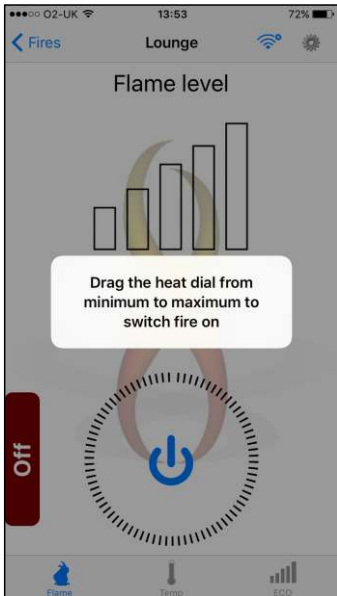 O2-UK 13:53 72%
Fires Lounge
Flame level
Drag the heat dial from
minimum to maximum to
switch fire on
Off
Flame Temp ECO